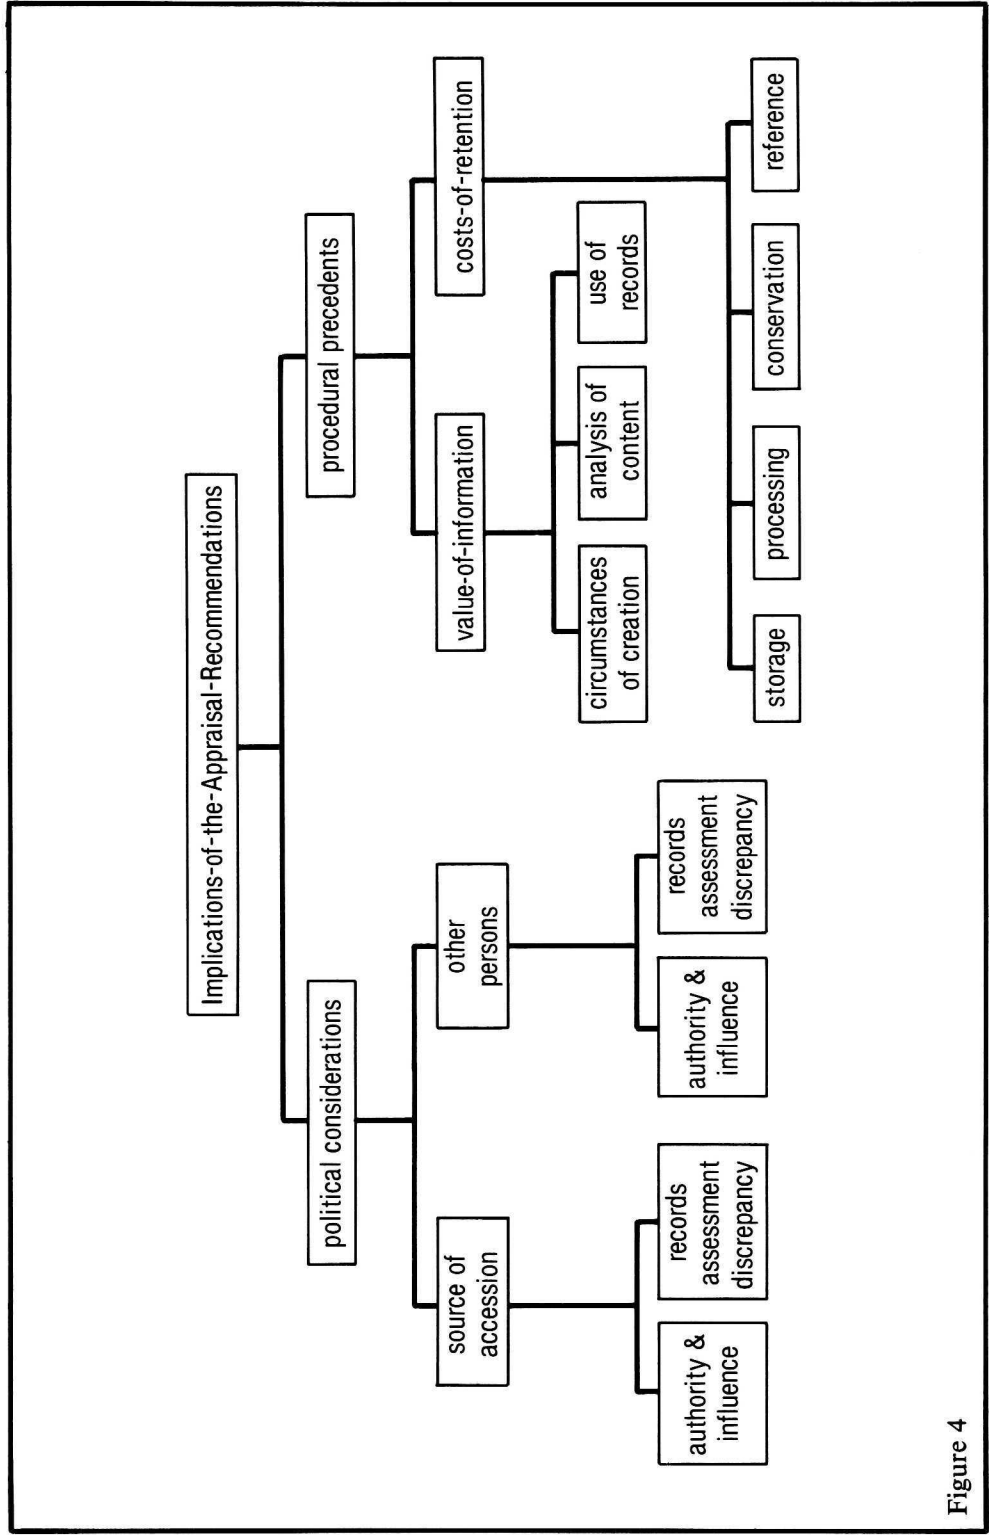 Implications-of-the-Appraisal-Recommendations
political considerations
procedural precedents
source of
accession
other
persons
value-of-information
costs-of-retention
authority &
influence
records
assessment
discrepancy
authority &
influence
records
assessment
discrepancy
circumstances
of creation
analysis of
content
use of
records
storage
processing
conservation
reference
Figure 4